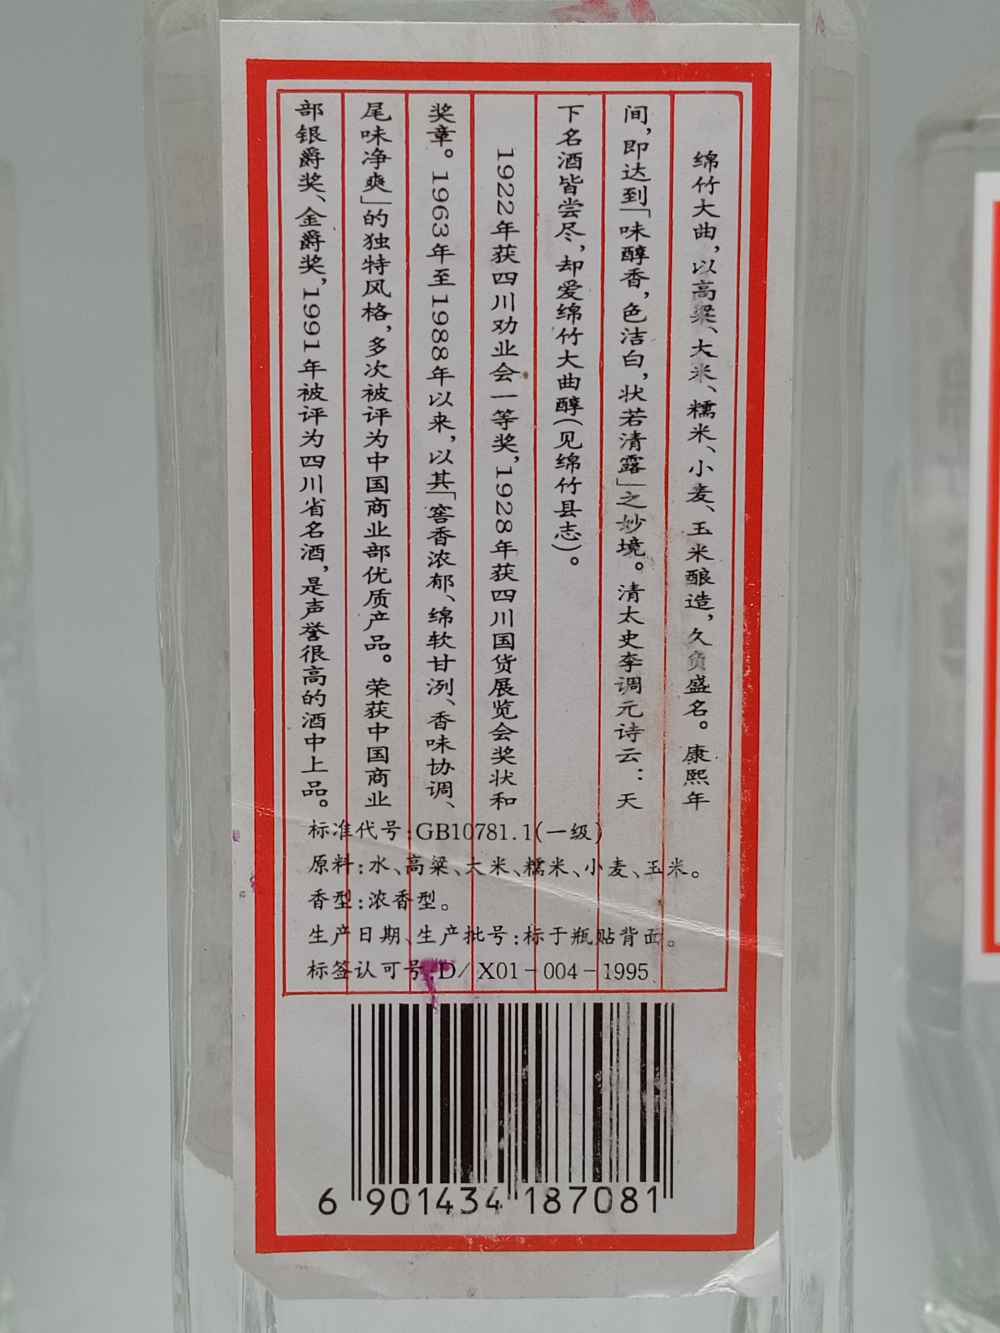 绵竹大曲，以高粱、大米、糯米、小麦、玉米酿造，久负盛名。康熙年
间，即达到「味醇香，色洁白，状若清露」之妙境。清太史李调元诗云：天
下名酒皆尝尽，却爱绵竹大曲醇（见绵竹县志）。
1922年获四川劝业会一等奖，1928年获四川国货展览会奖状和
奖章。1963年至1988年以来，以其「窖香浓郁、绵软甘洌、香味协调、
尾味净爽」的独特风格，多次被评为中国商业部优质产品。荣获中国商业
部银爵奖、金爵奖，1991年被评为四川省名酒，是声誉很高的酒中上品。
标准代号:GB10781.1(一级)
原料:水、高粱、大米、糯米、小麦、玉米。
香型:浓香型。
生产日期、生产批号:标于瓶贴背面。
标签认可号:D/X01-004-1995
6 901434 187081